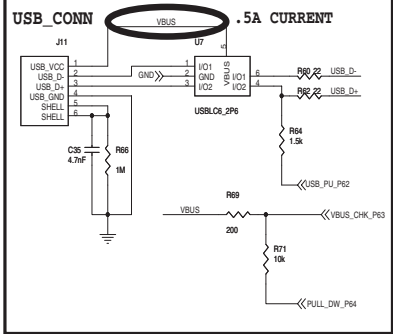 USB_CONN
VBUS
.5A CURRENT
J11
U7
5
USB_VCC 1
USB_D- 2
USB_D+ 3
USB_GND 4
SHELL 5
SHELL 6
GND
1 I/O1
2 GND
3 I/O2
VBUS
I/O1 6
I/O2 4
USBLC6_2P6
R60 22 USB_D-
R62 22 USB_D+
C35
4.7nF
R66
1M
R64
1.5k
USB_PU_P62
VBUS
R69
200
VBUS_CHK_P63
R71
10k
PULL_DW_P64